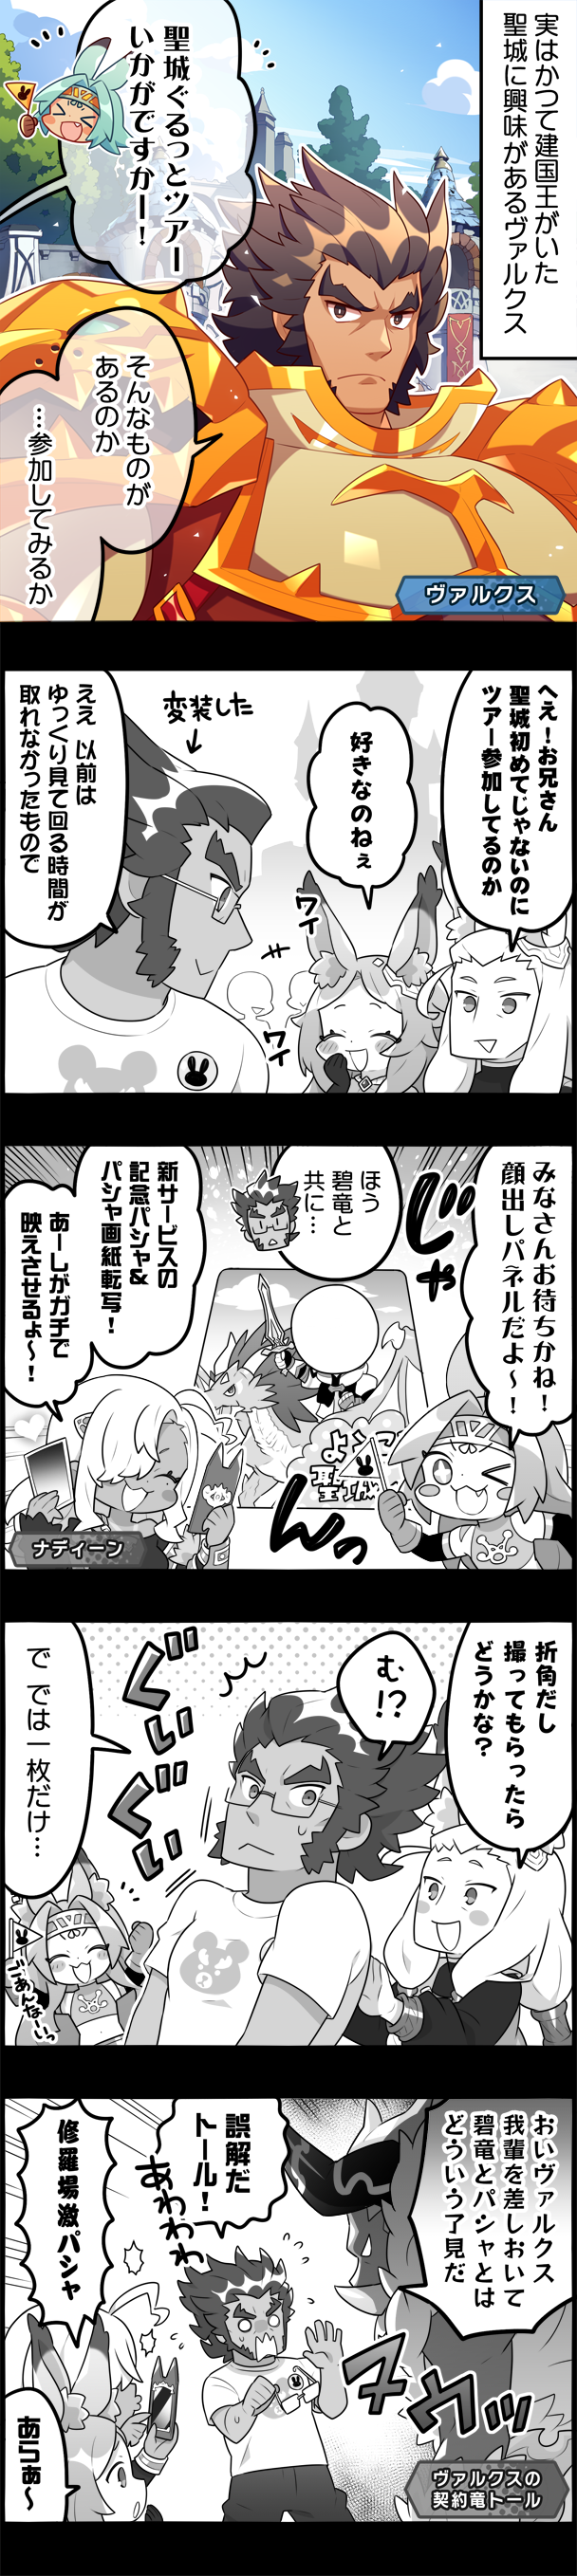 実はかつて建国王がいた
聖城に興味があるヴァルクス
聖城ぐるっとツアー
いかがですかー！
そんなものが
あるのか
…参加してみるか
ヴァルクス
へえ！お兄さん
聖城初めてじゃないのに
ツアー参加してるのか
好きなのねぇ
ワイ
ワイ
変装した
ええ 以前は
ゆっくり見て回る時間が
取れなかったもので
みなさんお待ちかね！
顔出しパネルだよ〜！
じゃ
ほう
碧竜と
共に…
新サービスの
記念パシャ&
パシャ画紙転写！
あーしがガチで
映えさせるょ〜！
よ
聖城
んっ
ナディーン
折角だし
撮ってもらったら
どうかな？
む!?
ぐい
ぐい
で では一枚だけ…
ごあんなーいっ
おいヴァルクス
我輩を差しおいて
碧竜とパシャとは
どういう了見だ
誤解だ
トール！
あわわわ
修羅場激パシャ
ヌウッ
あらぁ〜
ヴァルクスの
契約竜トール